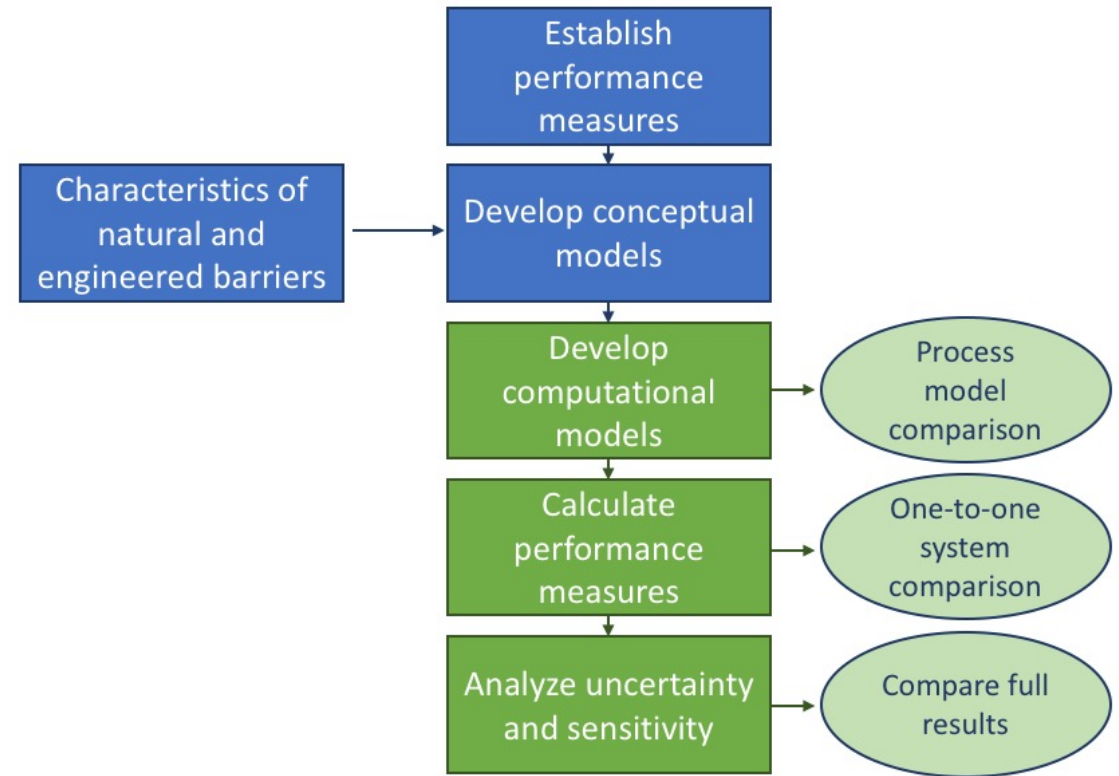 Establish
performance
measures
Characteristics of
natural and
engineered barriers
Develop conceptual
models
Develop
computational
models
Process
model
comparison
Calculate
performance
measures
One-to-one
system
comparison
Analyze uncertainty
and sensitivity
Compare full
results